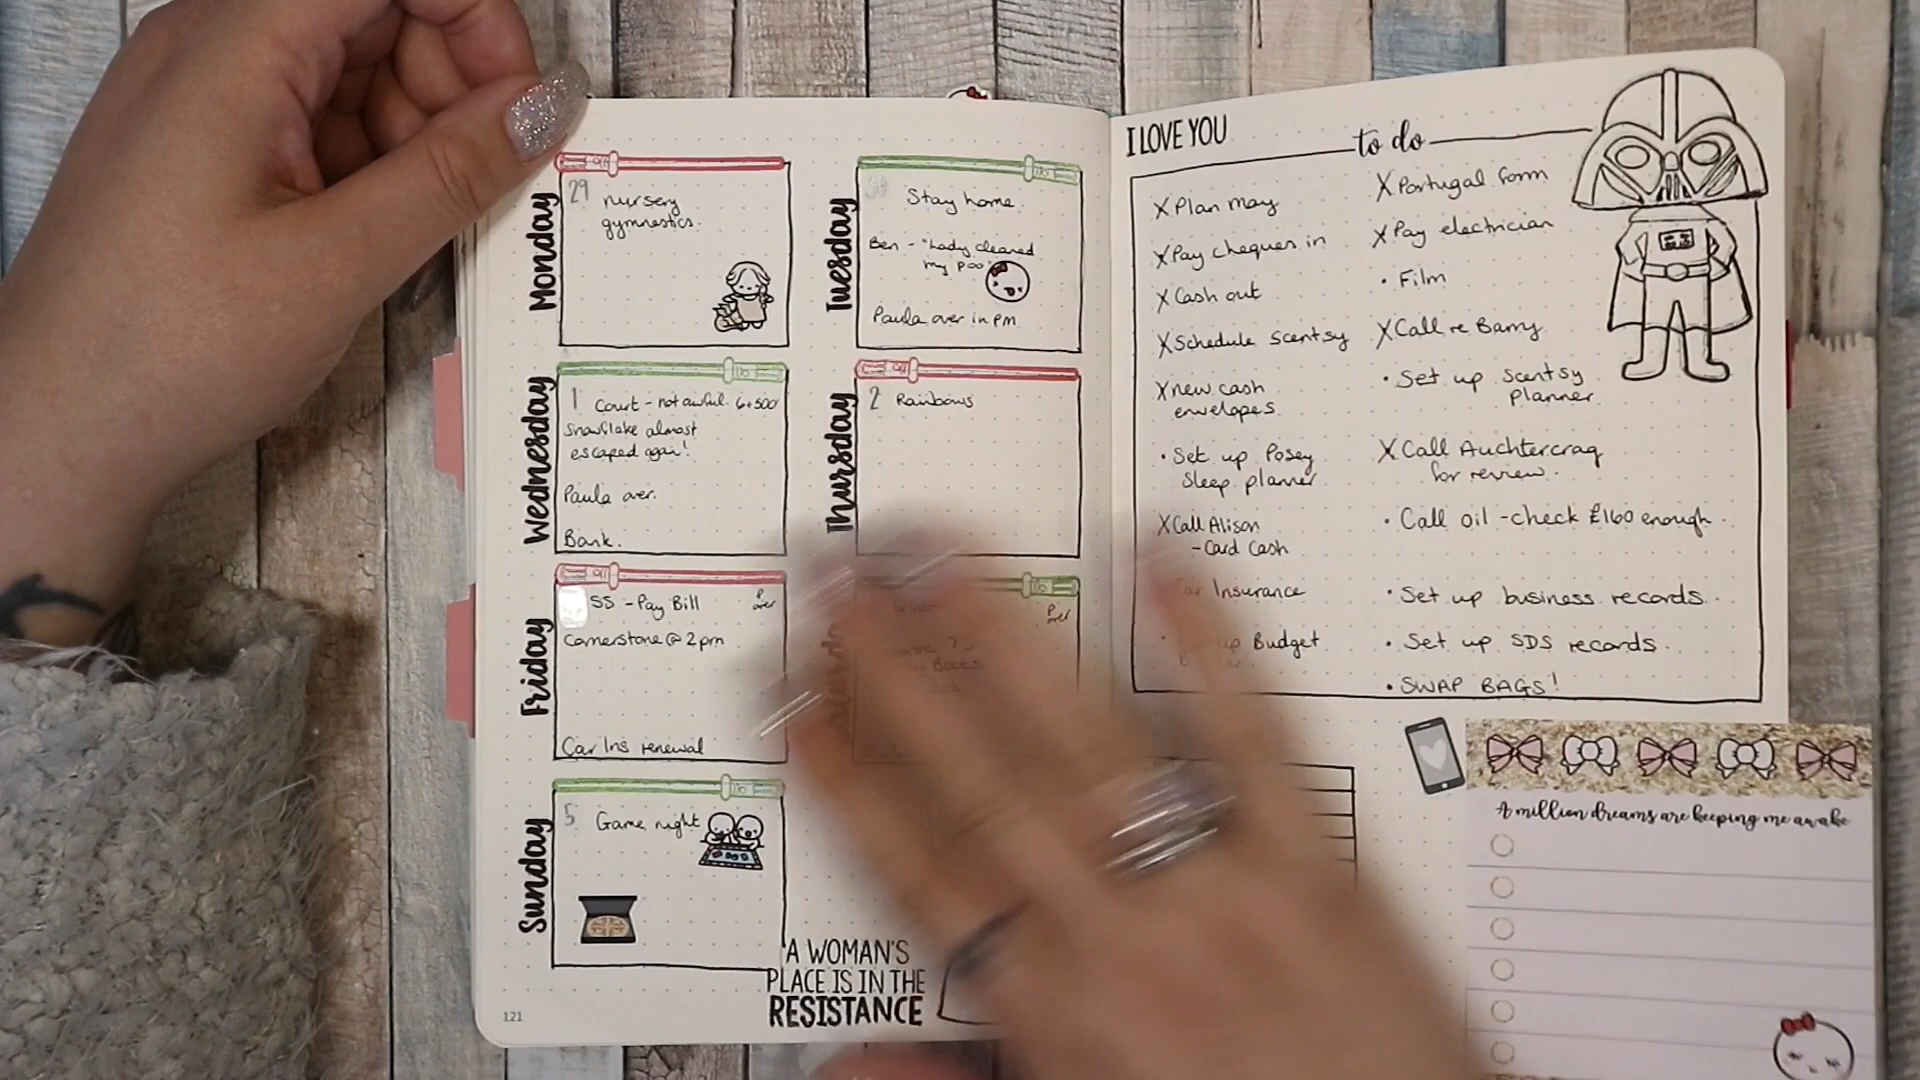 Monday
29 nursery
gymnastics.
Tuesday
30 Stay home.
Ben - "Lady cleaned
my poo"
Paula over in PM.
Wednesday
1 Court - not awful. 6+500
Snowflake almost
escaped again!
Paula over.
Bank.
Thursday
2 Rainbows
Friday
SS - Pay Bill
P
over
Cornerstone @ 2pm
Car Ins renewal
P
over
Sunday
5 Game night
A WOMAN'S
PLACE IS IN THE
RESISTANCE
121
I LOVE YOU
to do
X Plan may
X Pay cheques in
X Cash out
X Schedule scentsy
X new cash
envelopes
• Set up Posey
Sleep planner
X Call Alison
- Card Cash
Insurance
Budget
X Portugal form
X Pay electrician
• Film
X Call re Barry
• Set up scentsy
planner
X Call Auchtercrag
for review.
• Call oil - check £160 enough
• Set up business records
• Set up SDS records
• SWAP BAGS!
A million dreams are keeping me awake